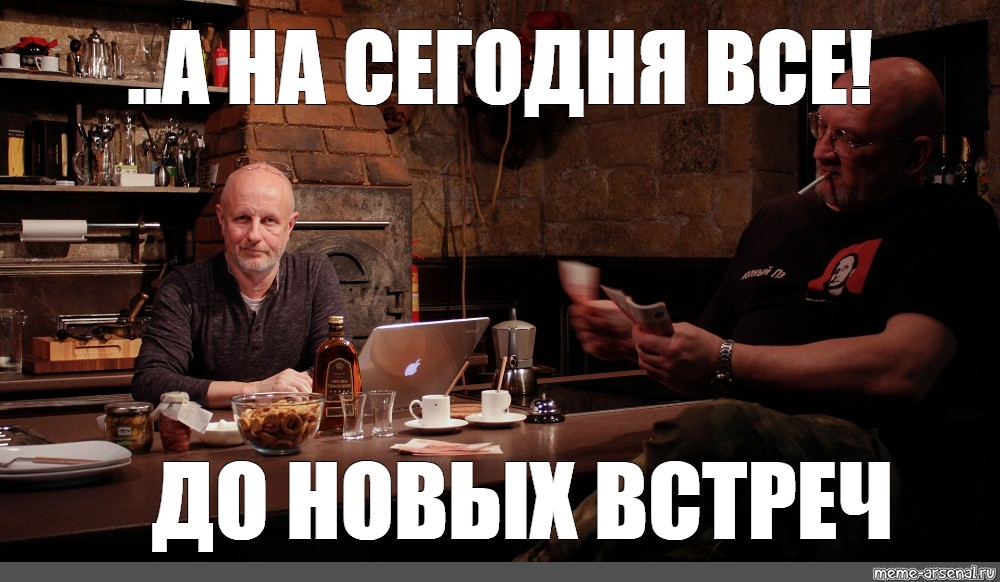 ..А НА СЕГОДНЯ ВСЕ!
ДО НОВЫХ ВСТРЕЧ
meme-arsenal.ru